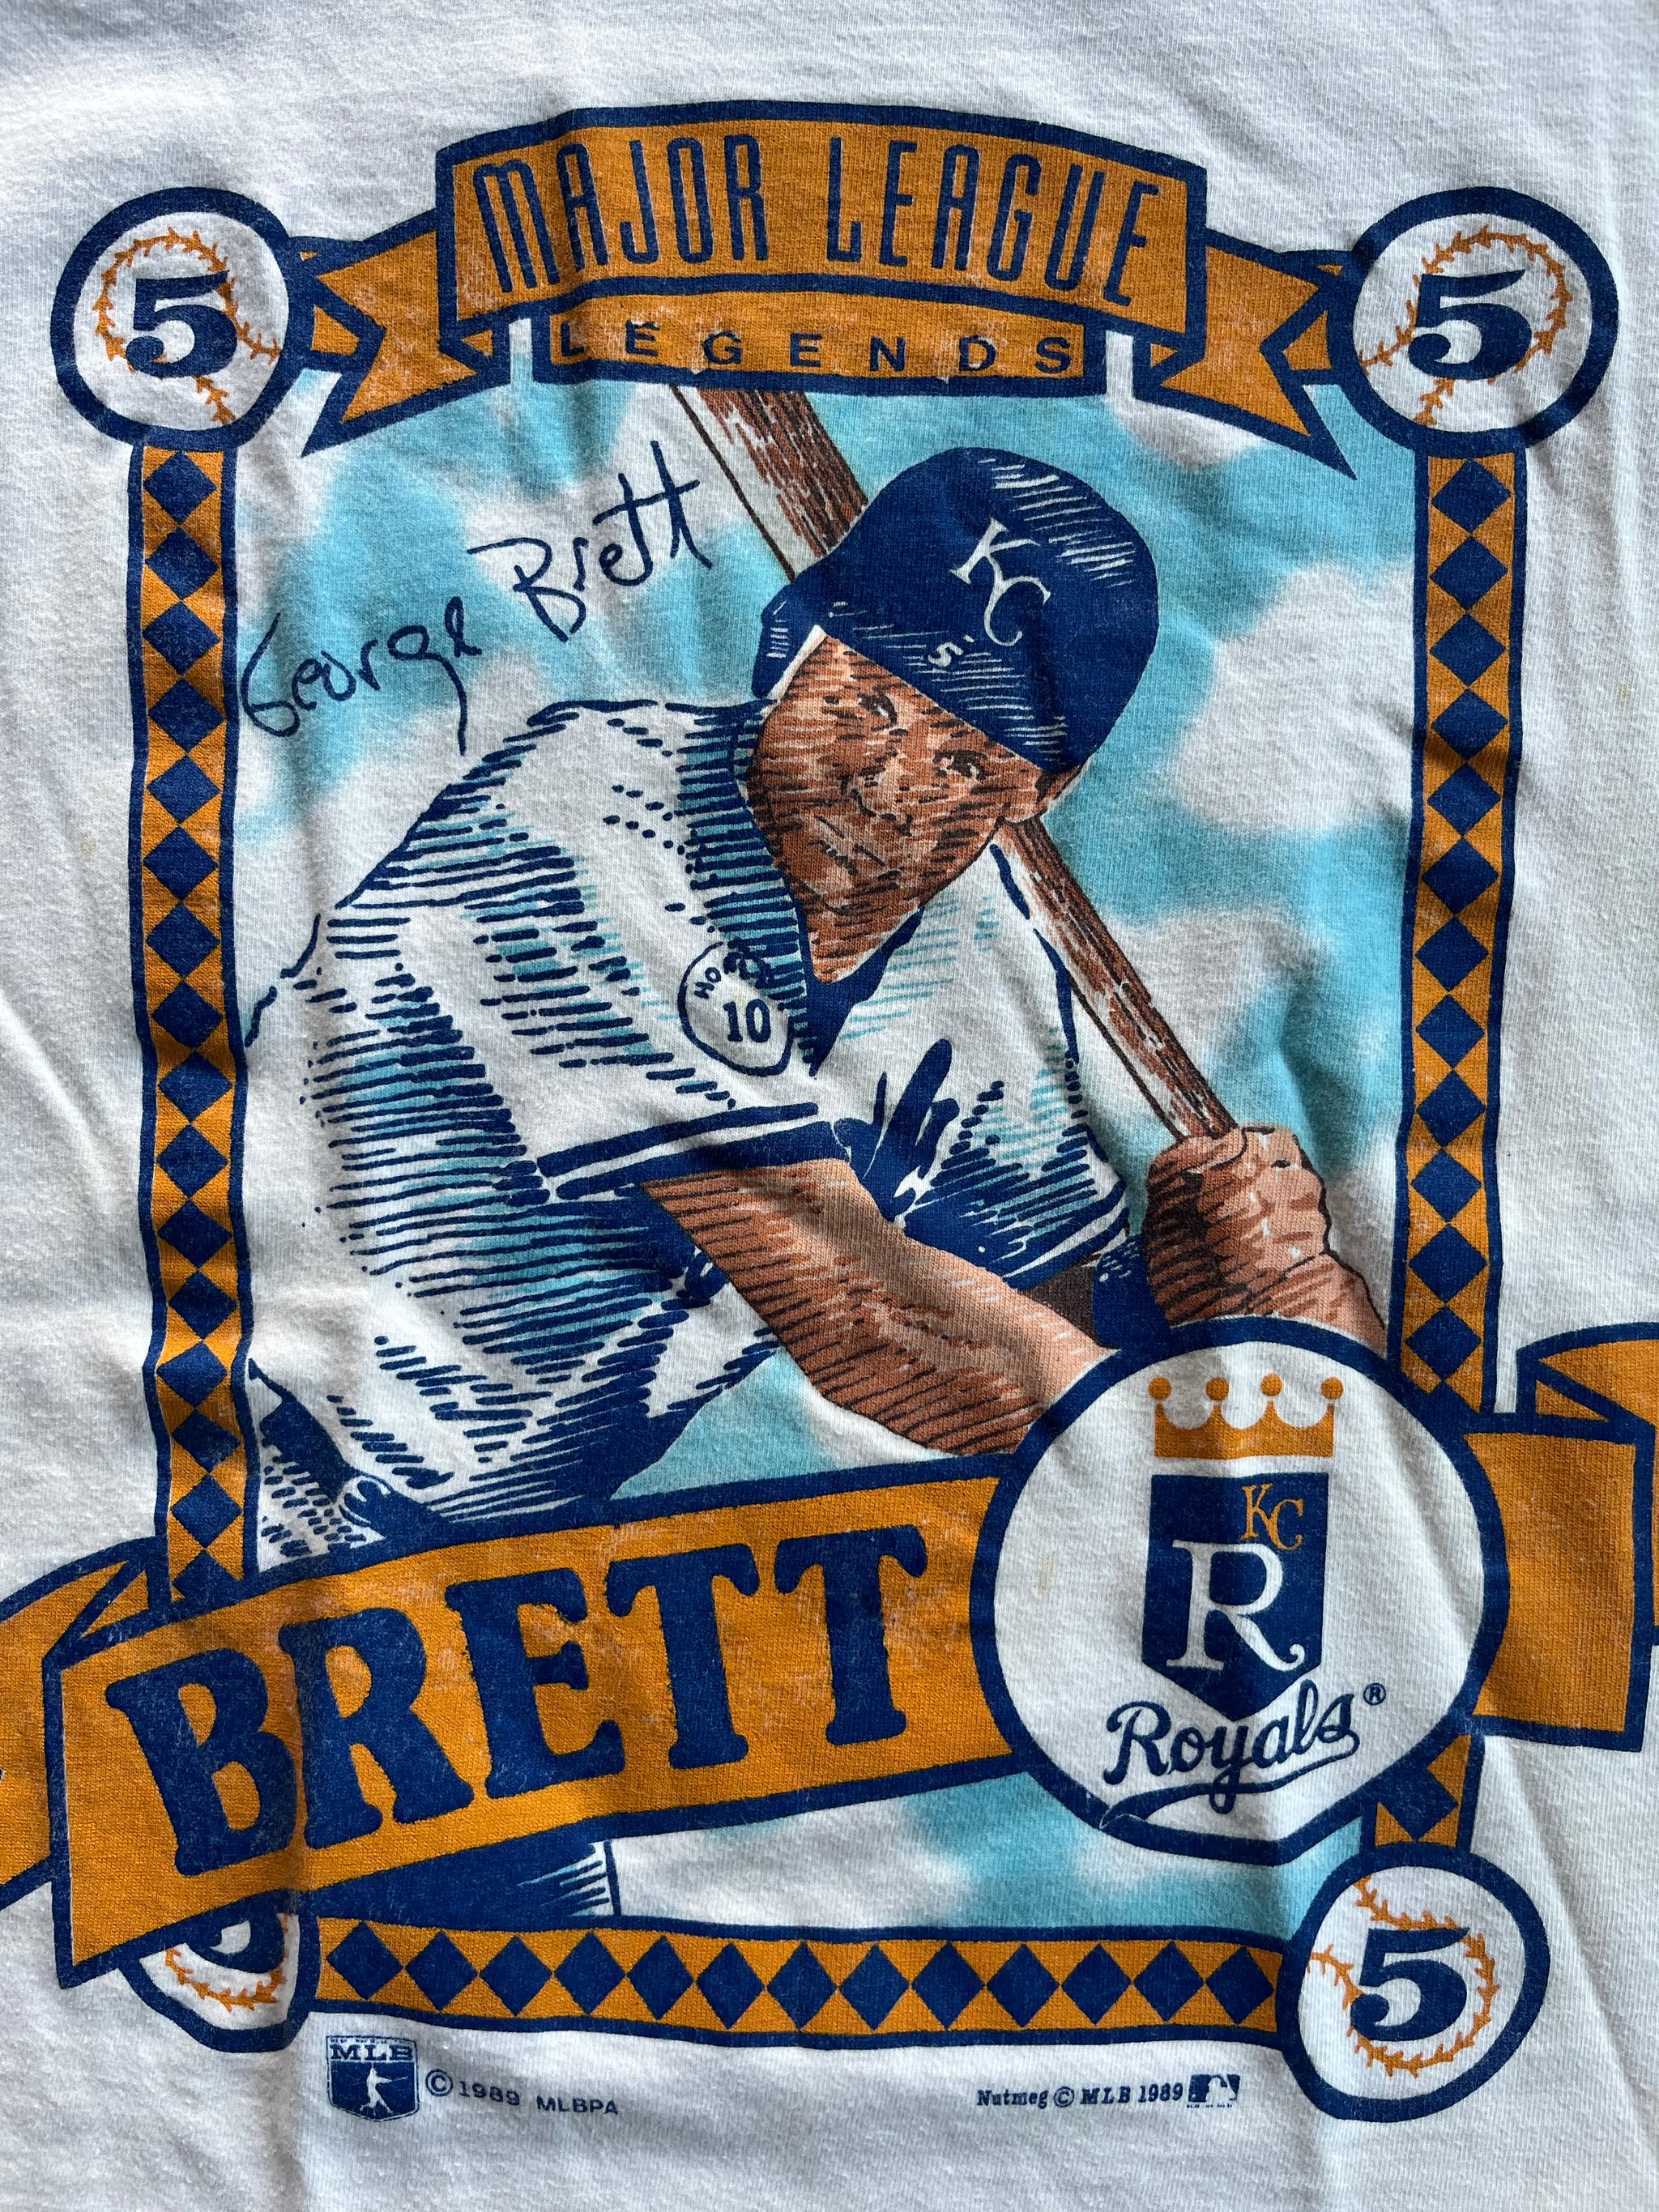 MAJOR LEAGUE
LEGENDS
5
5
George Brett
KC
5
HO
10
KC
R
Royals®
BRETT
5
MLB
© 1989 MLBPA
Nutmeg © MLB 1989